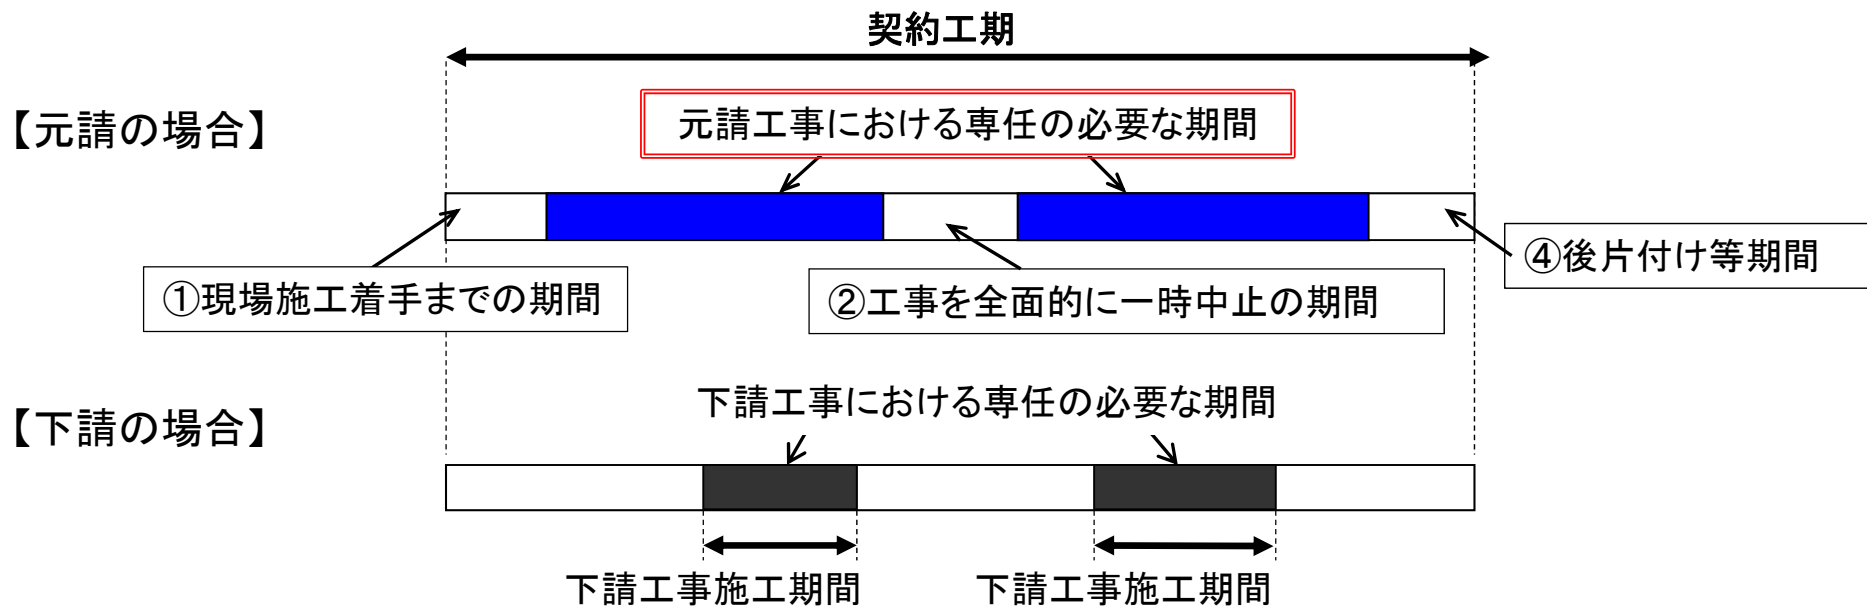 契約工期
【元請の場合】
元請工事における専任の必要な期間
①現場施工着手までの期間
②工事を全面的に一時中止の期間
④後片付け等期間
【下請の場合】
下請工事における専任の必要な期間
下請工事施工期間
下請工事施工期間